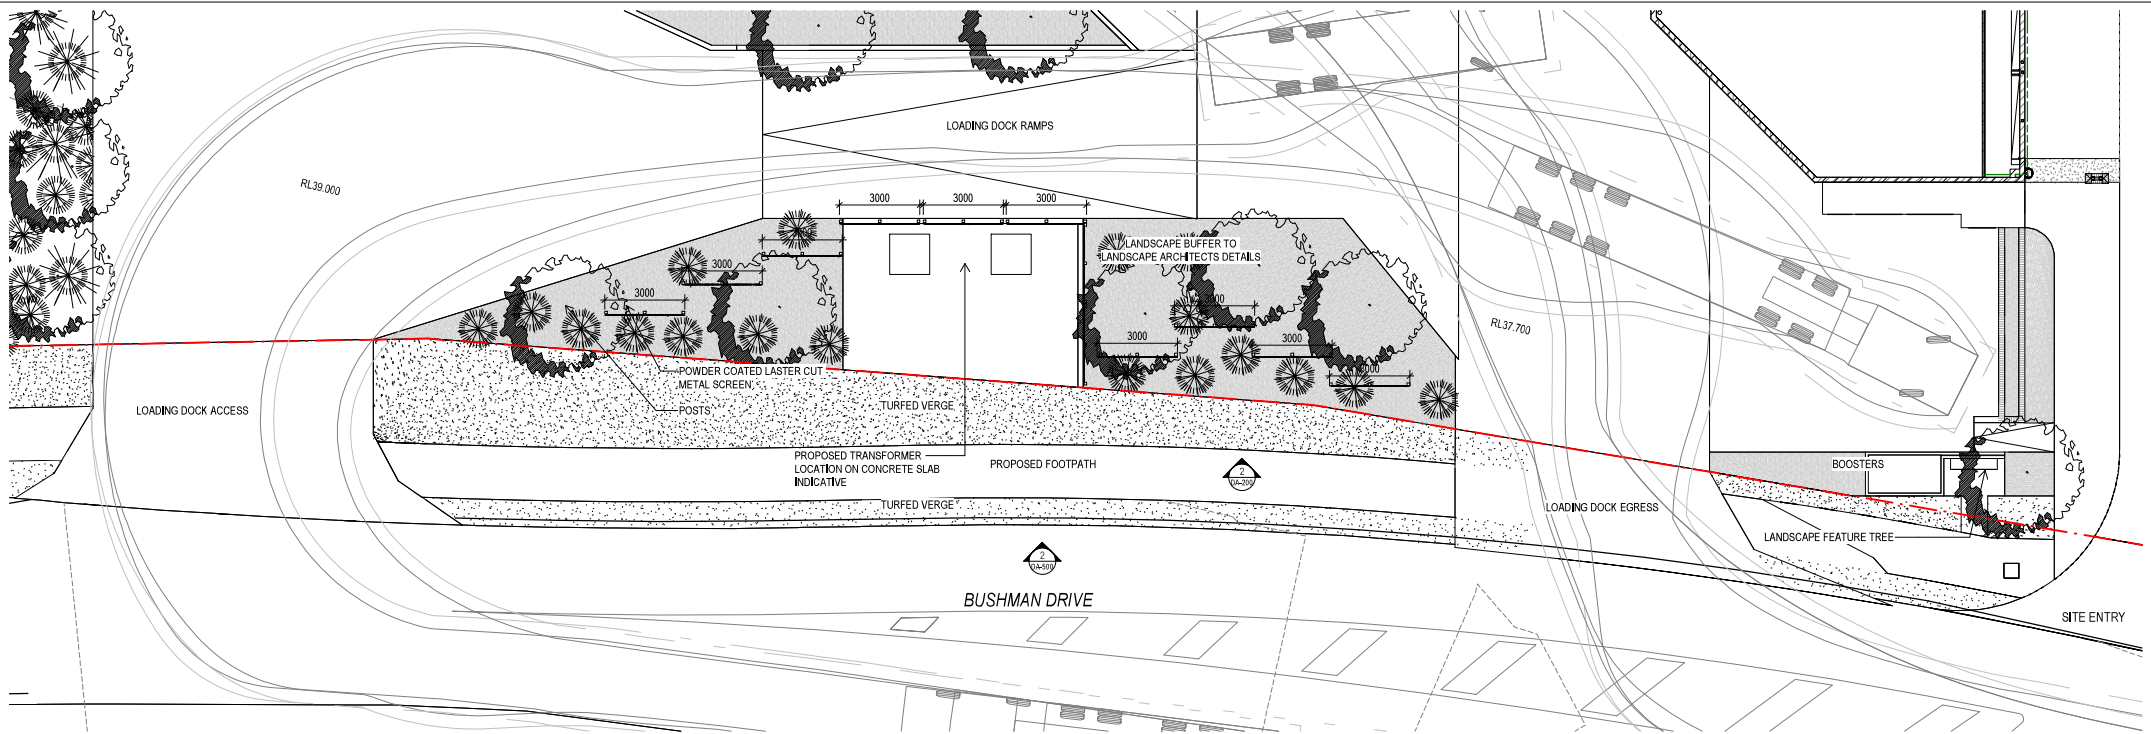 LOADING DOCK RAMPS
RL39.000
3000
3000
3000
LANDSCAPE BUFFER TO
LANDSCAPE ARCHITECTS DETAILS
3000
3000
3000
3000
3000
3000
RL37.700
POWDER COATED LASTER CUT
METAL SCREEN
POSTS
LOADING DOCK ACCESS
TURFED VERGE
PROPOSED TRANSFORMER
LOCATION ON CONCRETE SLAB
INDICATIVE
PROPOSED FOOTPATH
2
DA-200
BOOSTERS
TURFED VERGE
LOADING DOCK EGRESS
LANDSCAPE FEATURE TREE
2
DA-500
BUSHMAN DRIVE
SITE ENTRY